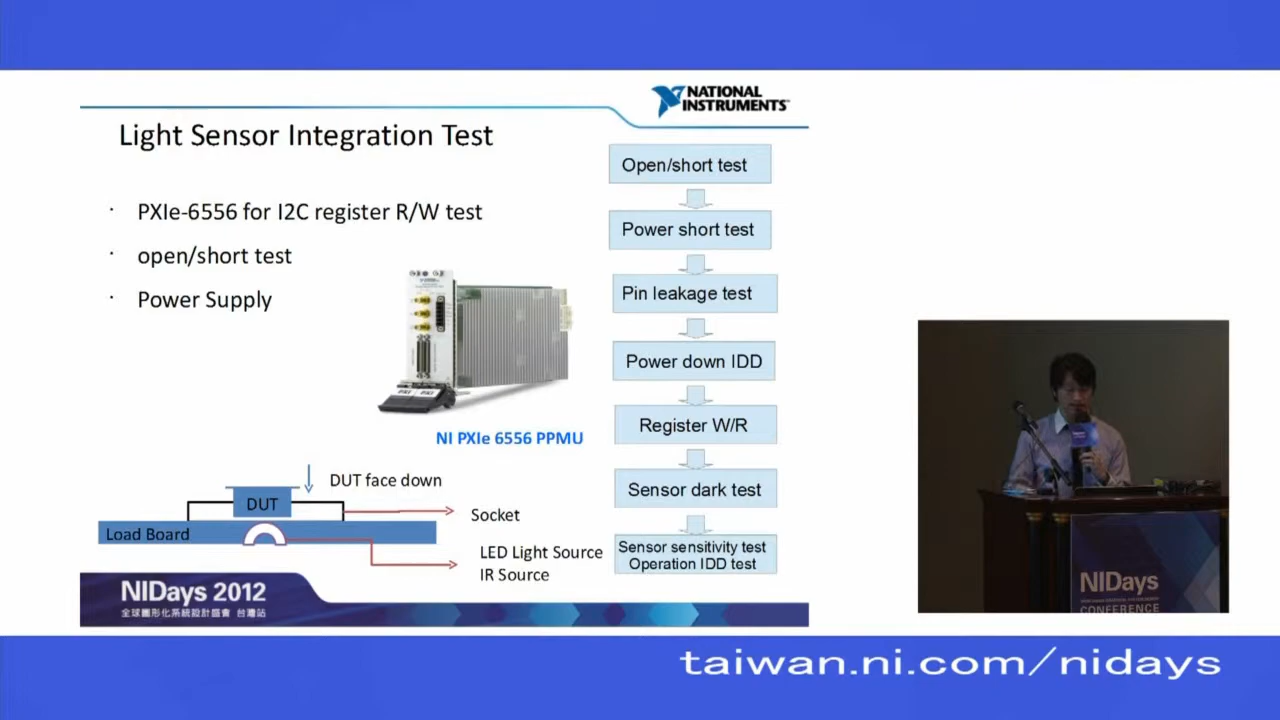 NATIONAL
INSTRUMENTS
Light Sensor Integration Test
· PXIe-6556 for I2C register R/W test
· open/short test
· Power Supply
NI PXIe 6556 PPMU
Open/short test
Power short test
Pin leakage test
Power down IDD
Register W/R
Sensor dark test
Sensor sensitivity test
Operation IDD test
DUT face down
DUT
Socket
Load Board
LED Light Source
IR Source
NIDays 2012
全球圖形化系統設計盛會 台灣站
NIDays
CONFERENCE
taiwan.ni.com/nidays